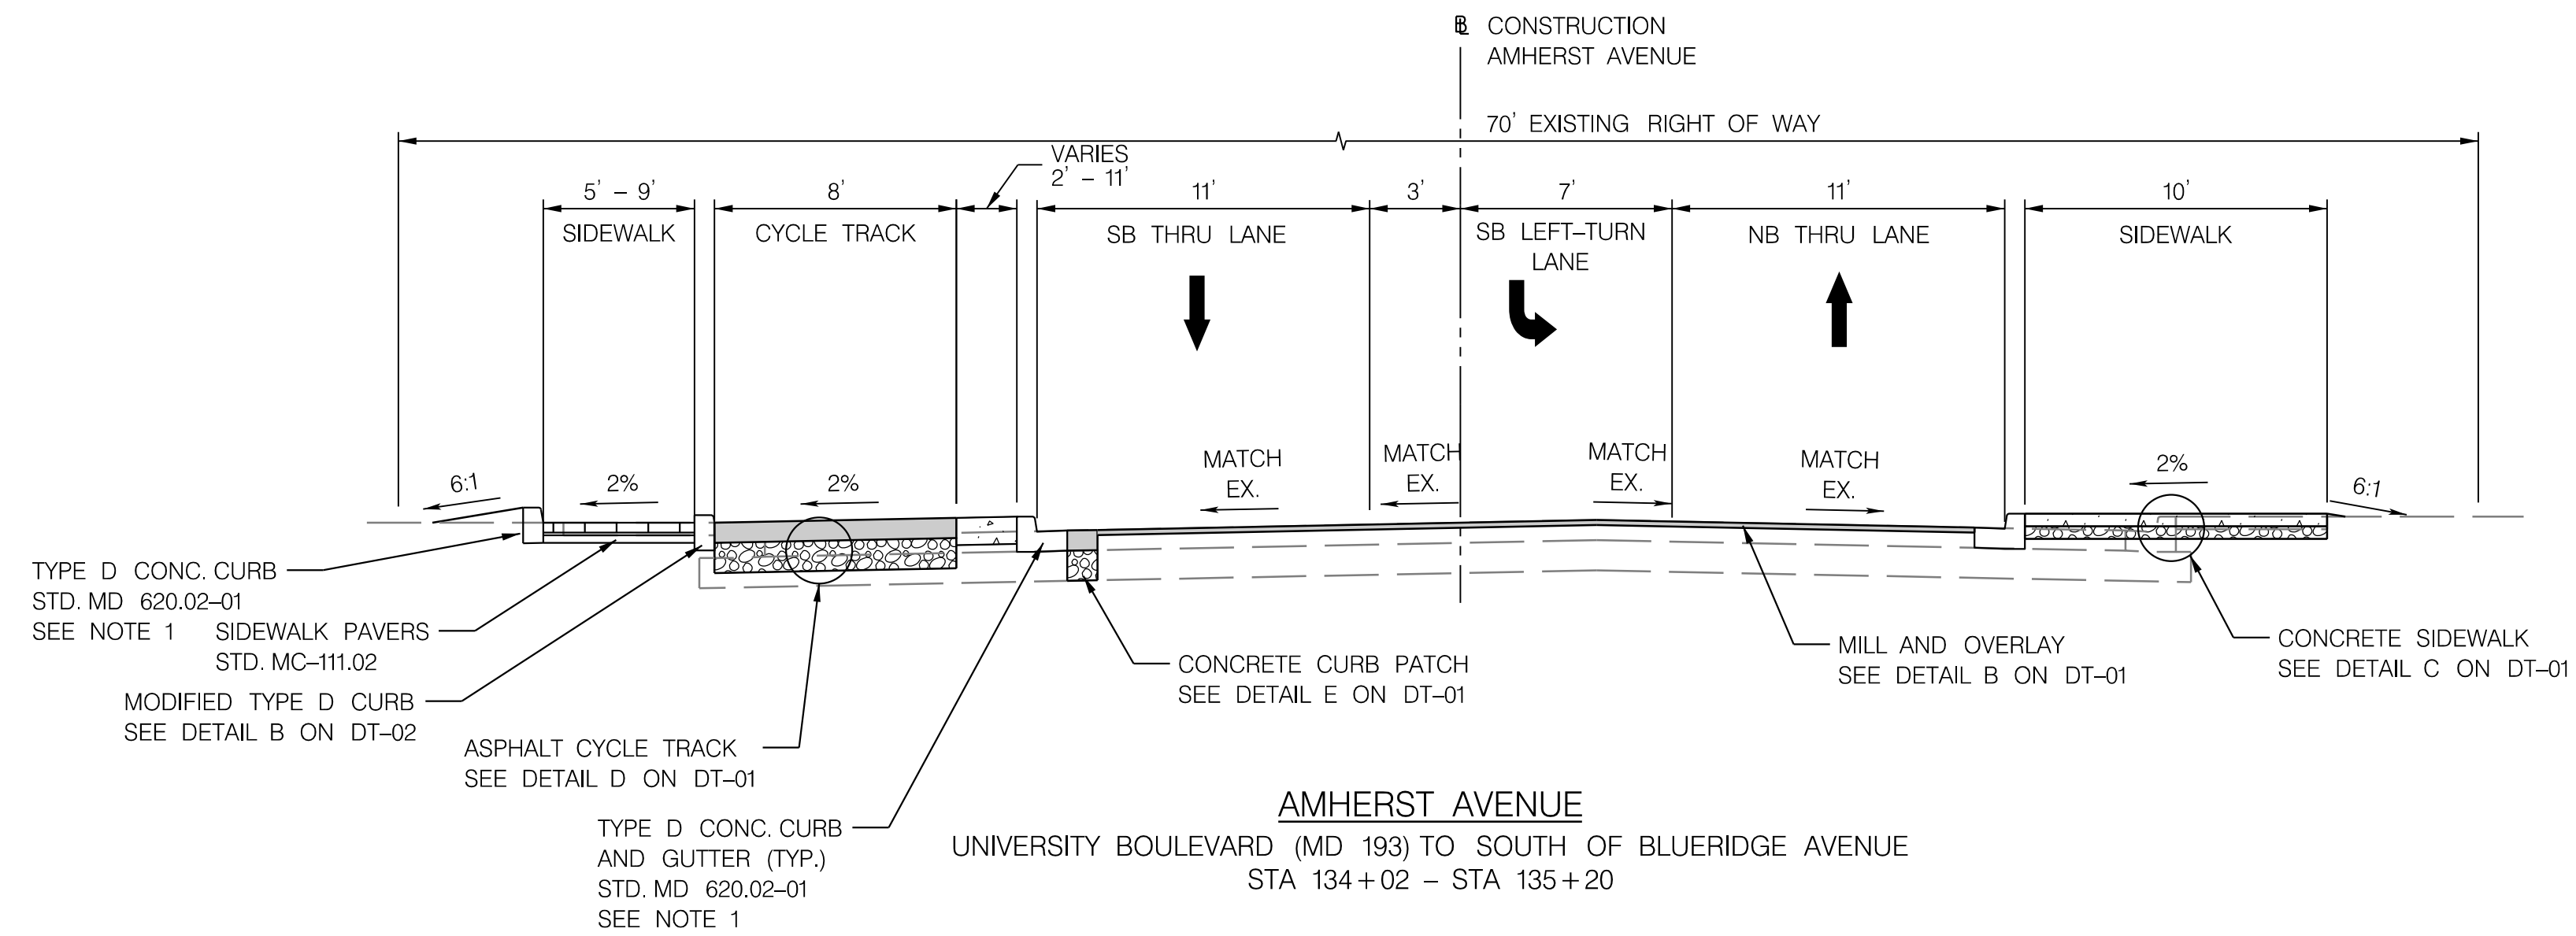 ℄ CONSTRUCTION
AMHERST AVENUE
70' EXISTING RIGHT OF WAY
VARIES
2' – 11'
5' – 9'
8'
11'
3'
7'
11'
10'
SIDEWALK
CYCLE TRACK
SB THRU LANE
SB LEFT–TURN
LANE
NB THRU LANE
SIDEWALK
6:1
2%
2%
MATCH
EX.
MATCH
EX.
MATCH
EX.
MATCH
EX.
2%
6:1
TYPE D CONC. CURB
STD. MD 620.02–01
SEE NOTE 1
SIDEWALK PAVERS
STD. MC–111.02
MODIFIED TYPE D CURB
SEE DETAIL B ON DT–02
ASPHALT CYCLE TRACK
SEE DETAIL D ON DT–01
TYPE D CONC. CURB
AND GUTTER (TYP.)
STD. MD 620.02–01
SEE NOTE 1
CONCRETE CURB PATCH
SEE DETAIL E ON DT–01
MILL AND OVERLAY
SEE DETAIL B ON DT–01
CONCRETE SIDEWALK
SEE DETAIL C ON DT–01
AMHERST AVENUE
UNIVERSITY BOULEVARD (MD 193) TO SOUTH OF BLUERIDGE AVENUE
STA 134+02 – STA 135+20